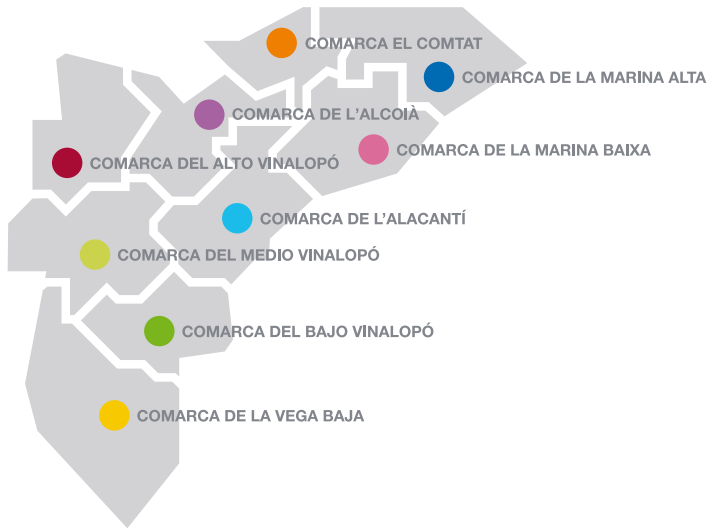 COMARCA EL COMTAT
COMARCA DE LA MARINA ALTA
COMARCA DE L'ALCOIÀ
COMARCA DE LA MARINA BAIXA
COMARCA DEL ALTO VINALOPÓ
COMARCA DE L'ALACANTÍ
COMARCA DEL MEDIO VINALOPÓ
COMARCA DEL BAJO VINALOPÓ
COMARCA DE LA VEGA BAJA